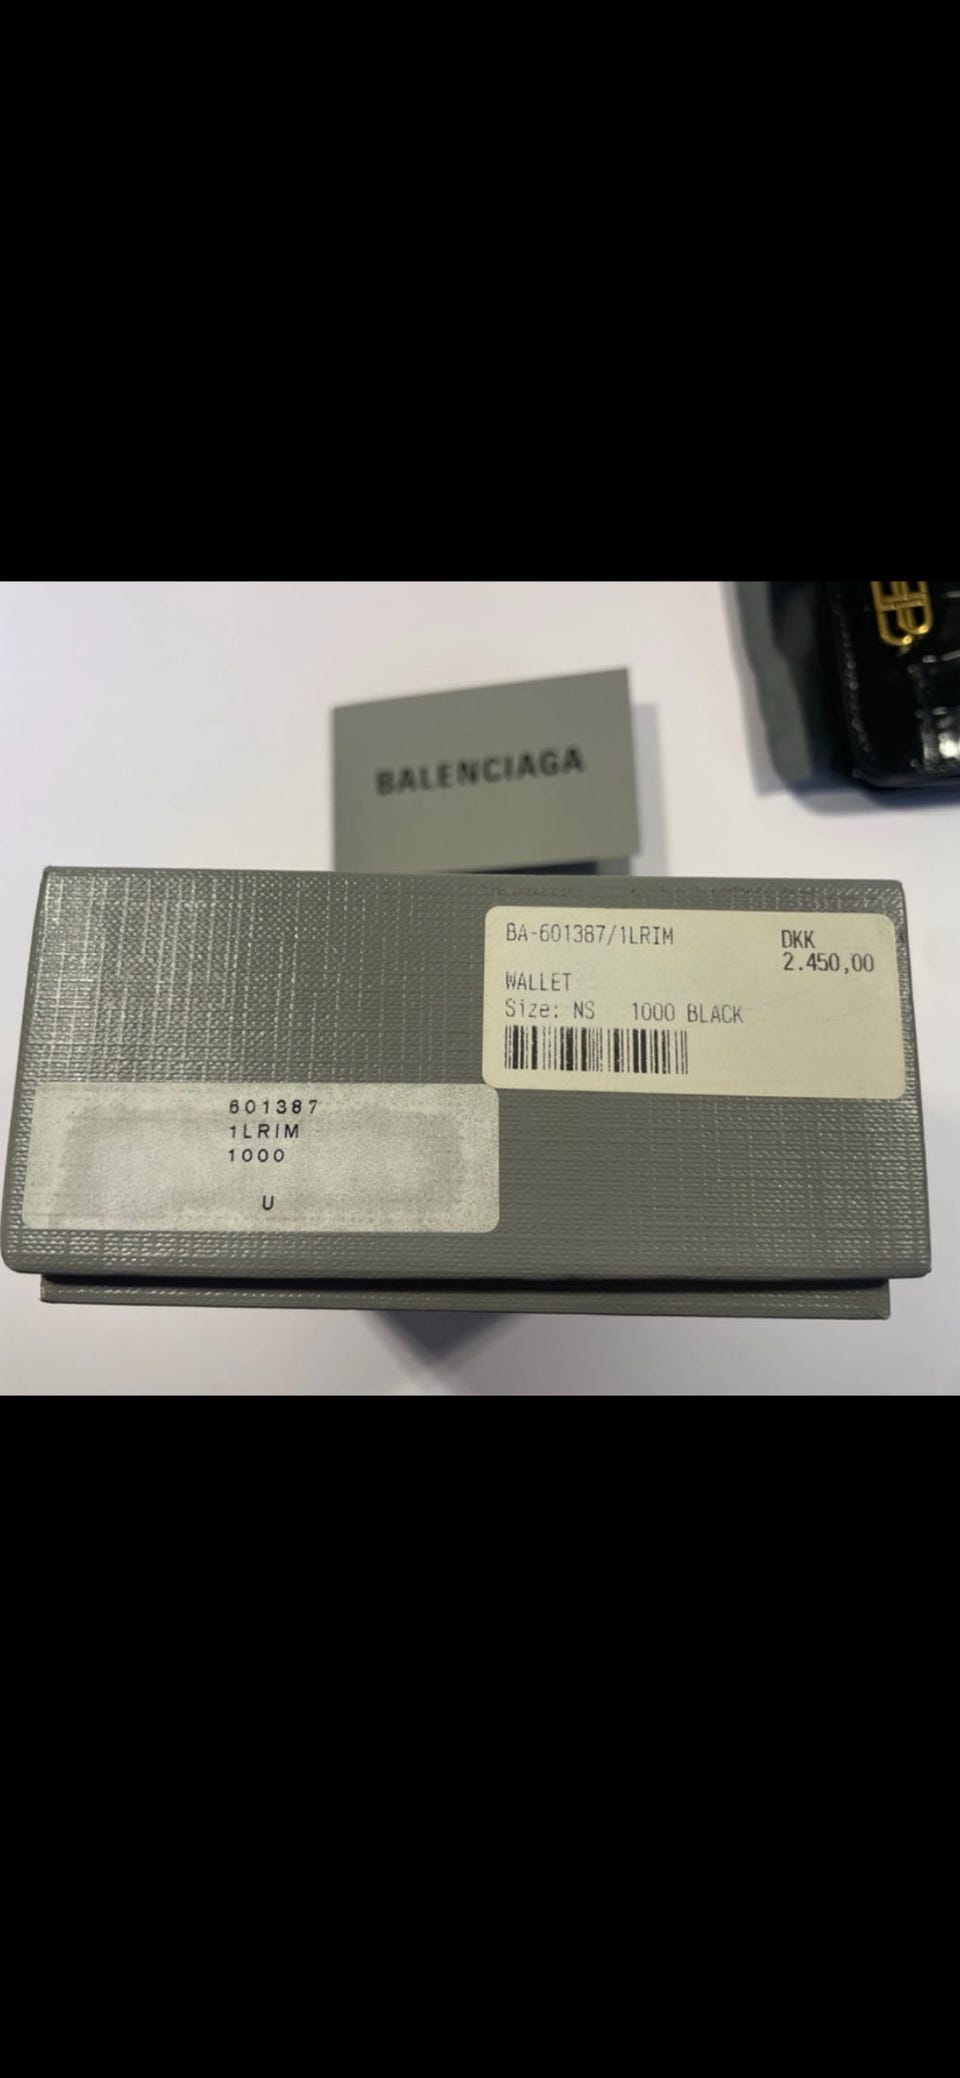 BALENCIAGA
BA-601387/1LRIM
DKK
2.450,00
WALLET
Size: NS 1000 BLACK
601387
1LRIM
1000
U